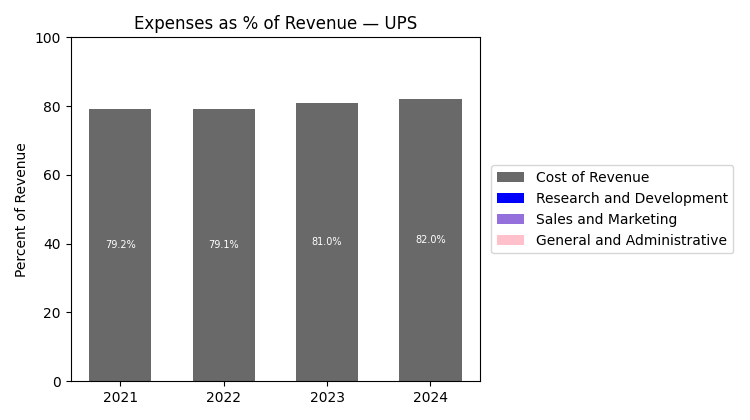 Expenses as % of Revenue — UPS
Percent of Revenue
100
80
60
40
20
0
79.2%
79.1%
81.0%
82.0%
2021
2022
2023
2024
Cost of Revenue
Research and Development
Sales and Marketing
General and Administrative